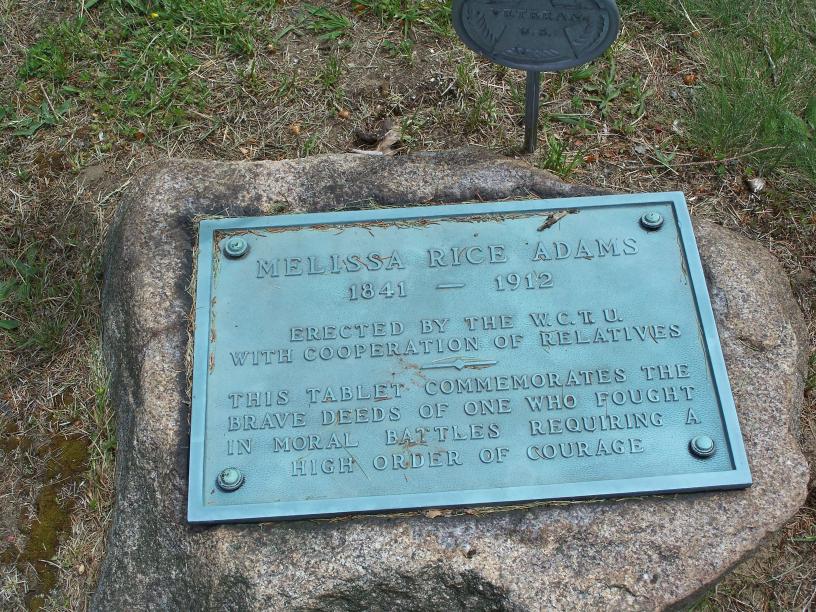 VETERAN
U.S.
MELISSA RICE ADAMS
1841 — 1912
ERECTED BY THE W.C.T.U.
WITH COOPERATION OF RELATIVES
THIS TABLET COMMEMORATES THE
BRAVE DEEDS OF ONE WHO FOUGHT
IN MORAL BATTLES REQUIRING A
HIGH ORDER OF COURAGE